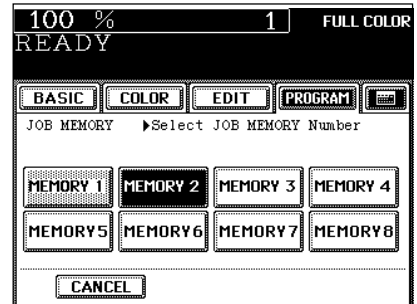 100 % 1 FULL COLOR
READY
BASIC COLOR EDIT PROGRAM
JOB MEMORY ▶Select JOB MEMORY Number
MEMORY 1 MEMORY 2 MEMORY 3 MEMORY 4
MEMORY5 MEMORY6 MEMORY7 MEMORY8
CANCEL